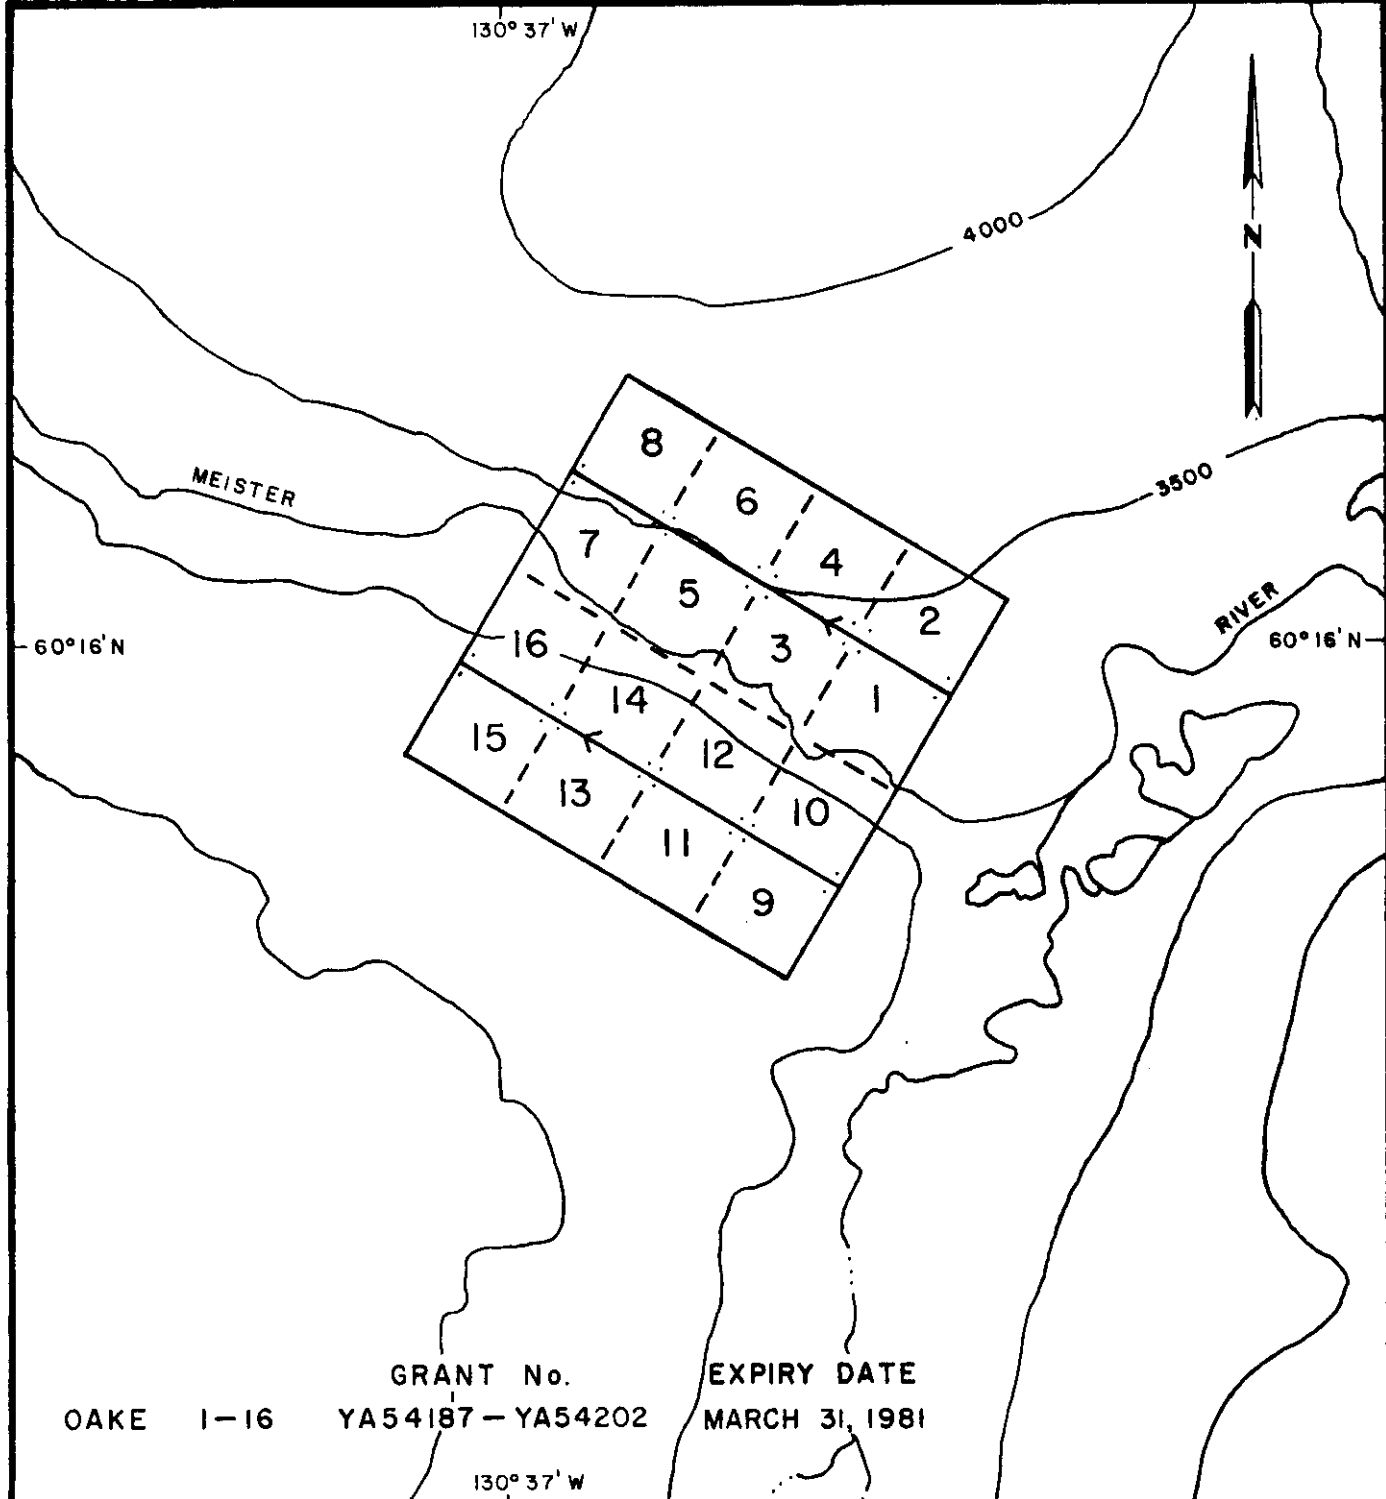 130° 37' W
4000
N
8
6
MEISTER
3500
7
4
5
2
RIVER
60° 16' N
16
3
60° 16' N
14
1
15
12
13
10
11
9
GRANT No. EXPIRY DATE
OAKE 1-16 YA54187 - YA54202 MARCH 31, 1981
130° 37' W